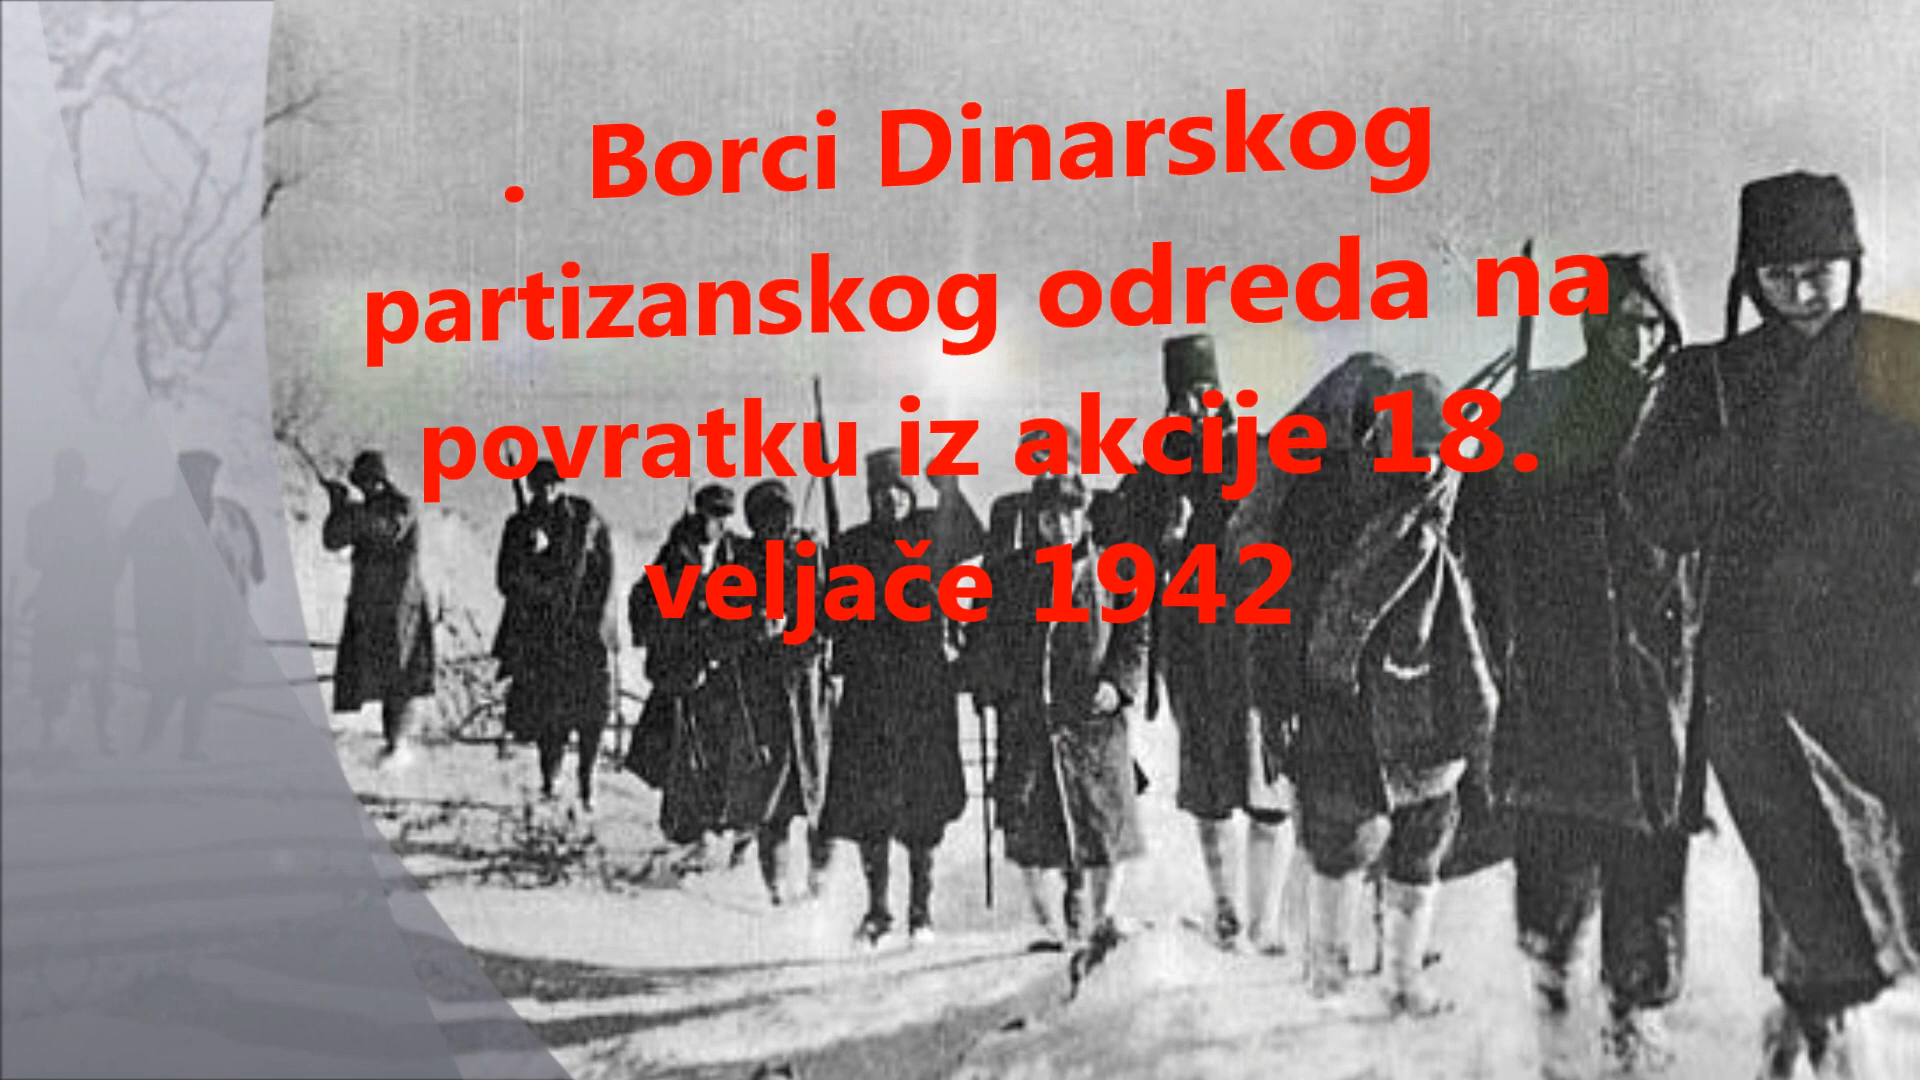 . Borci Dinarskog
partizanskog odreda na
povratku iz akcije 18.
veljače 1942